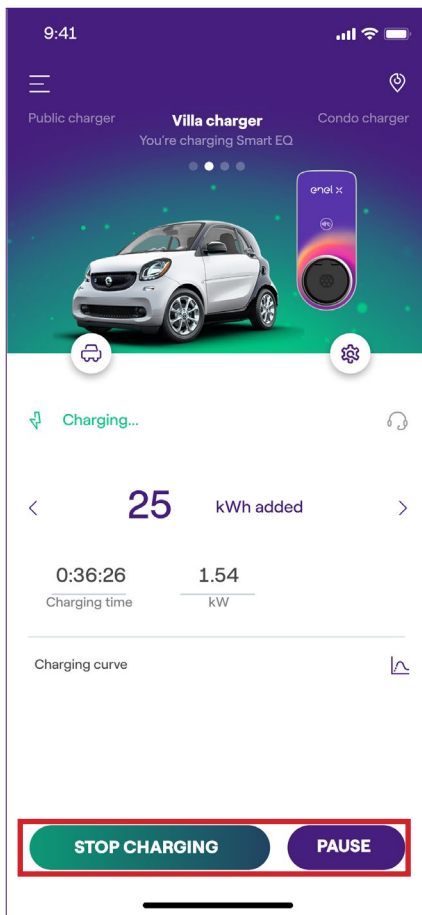 9:41
Public charger Villa charger Condo charger
You're charging Smart EQ
enel x
Charging...
25 kWh added
0:36:26 1.54
Charging time kW
Charging curve
STOP CHARGING PAUSE